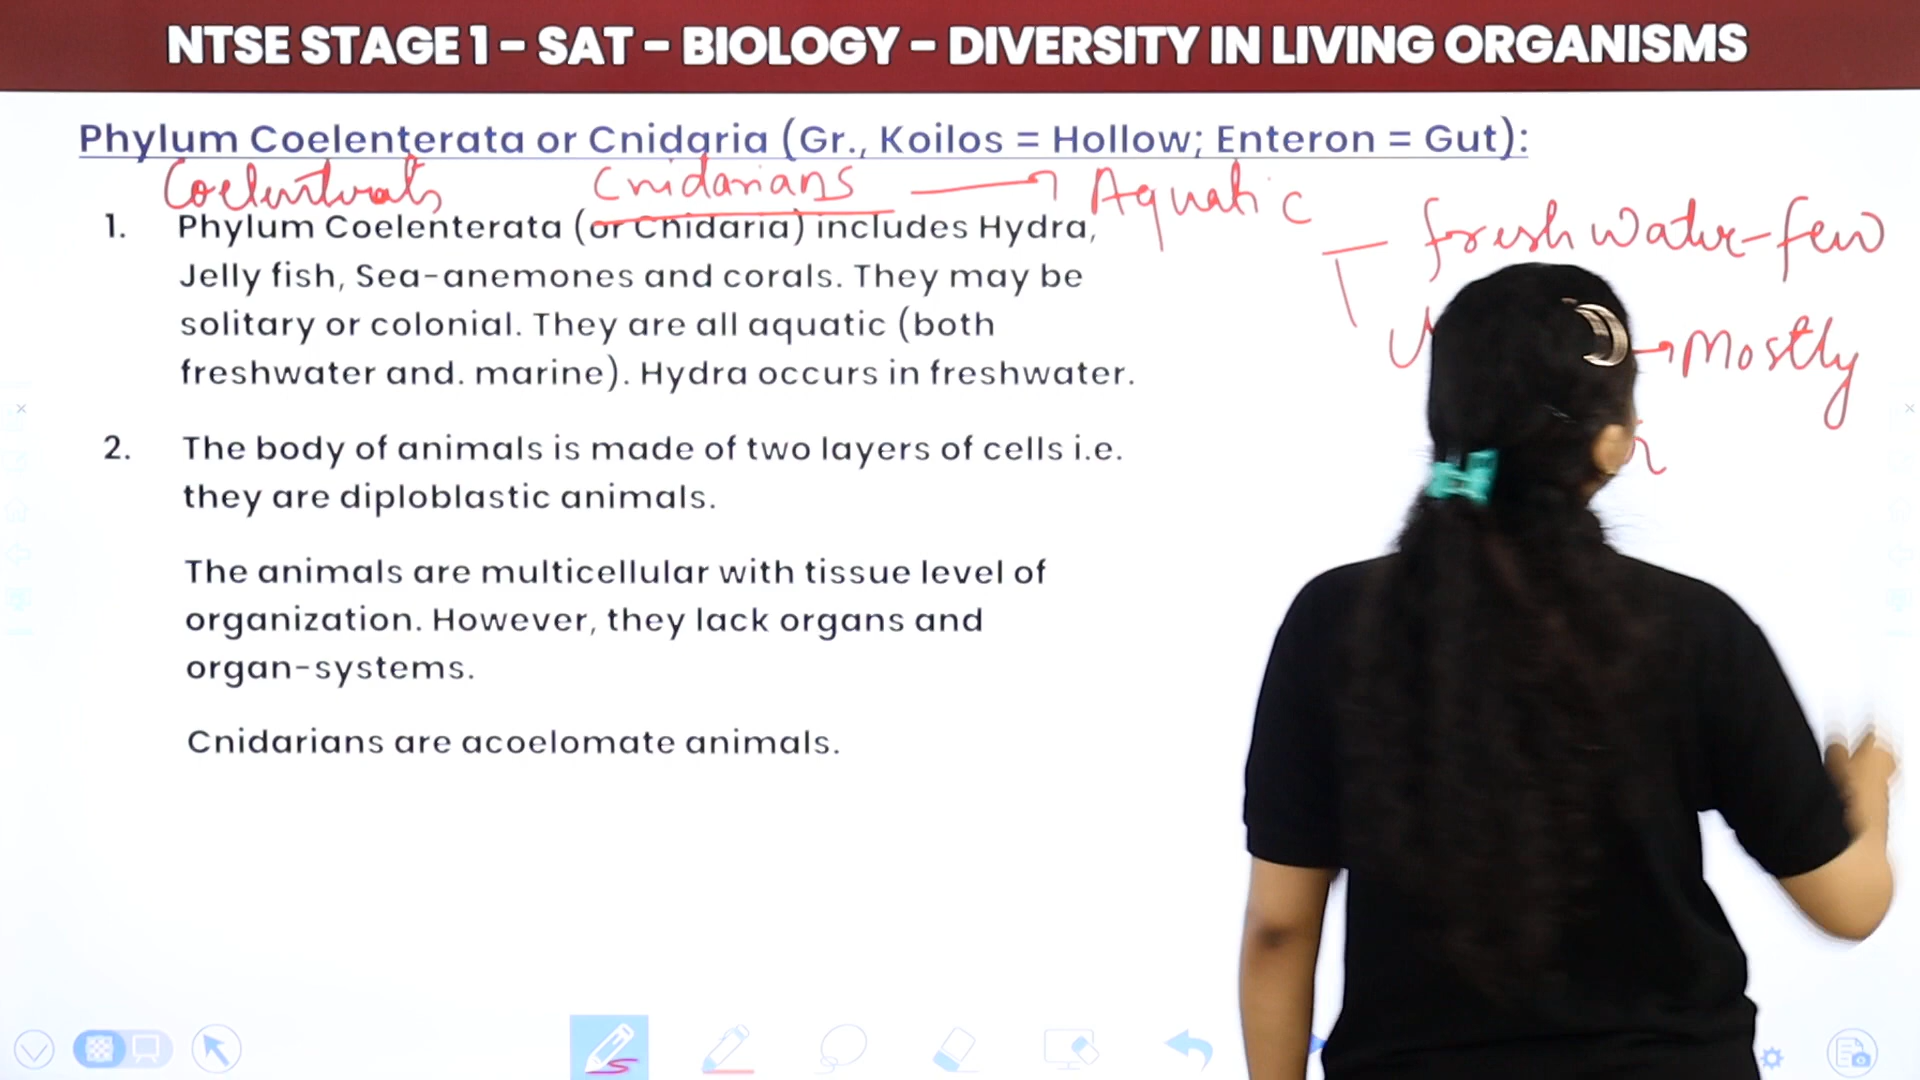 NTSE STAGE 1 – SAT – BIOLOGY – DIVERSITY IN LIVING ORGANISMS
Phylum Coelenterata or Cnidaria (Gr., Koilos = Hollow; Enteron = Gut):
Coelentrats Cnidarians → Aquatic
fresh water-few
→ Mostly
1. Phylum Coelenterata (or Cnidaria) includes Hydra,
Jelly fish, Sea-anemones and corals. They may be
solitary or colonial. They are all aquatic (both
freshwater and. marine). Hydra occurs in freshwater.
2. The body of animals is made of two layers of cells i.e.
they are diploblastic animals.
The animals are multicellular with tissue level of
organization. However, they lack organs and
organ-systems.
Cnidarians are acoelomate animals.